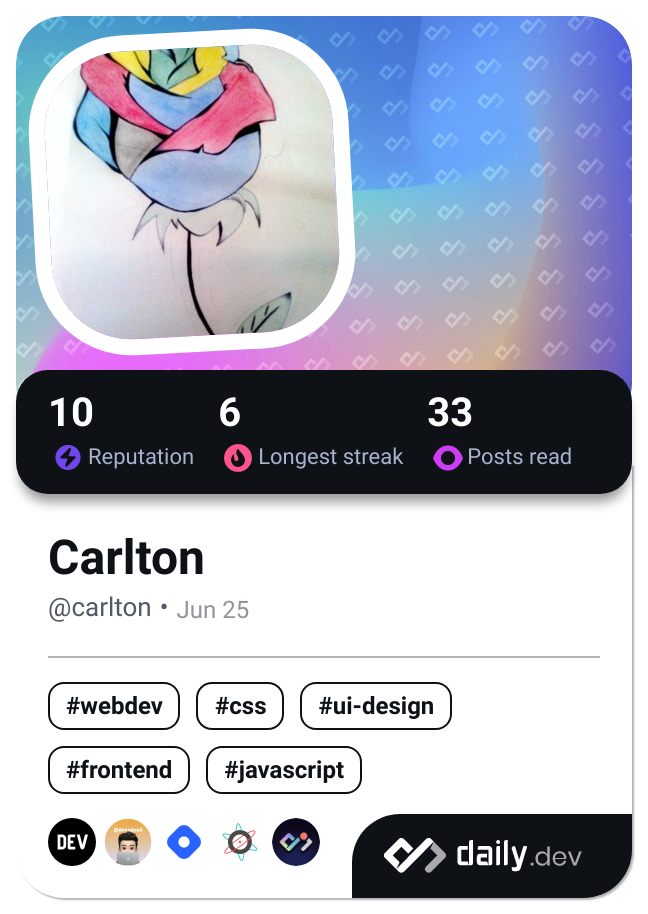 10 6 33
Reputation Longest streak Posts read
Carlton
@carlton • Jun 25
#webdev #css #ui-design
#frontend #javascript
DEV
daily.dev